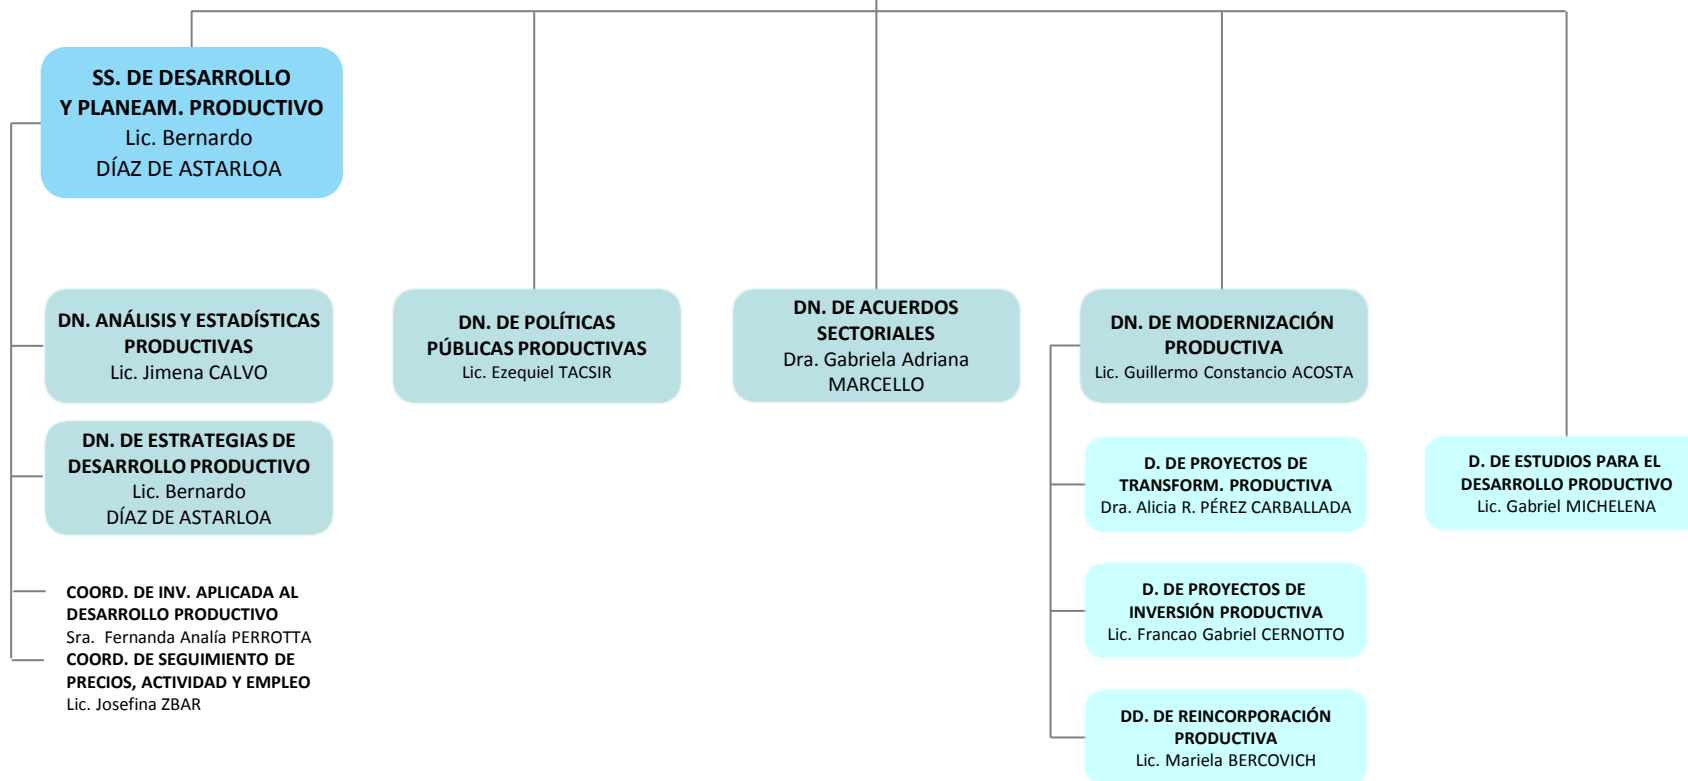 SS. DE DESARROLLO
Y PLANEAM. PRODUCTIVO
Lic. Bernardo
DÍAZ DE ASTARLOA
DN. ANÁLISIS Y ESTADÍSTICAS
PRODUCTIVAS
Lic. Jimena CALVO
DN. DE ESTRATEGIAS DE
DESARROLLO PRODUCTIVO
Lic. Bernardo
DÍAZ DE ASTARLOA
COORD. DE INV. APLICADA AL
DESARROLLO PRODUCTIVO
Sra. Fernanda Analía PERROTTA
COORD. DE SEGUIMIENTO DE
PRECIOS, ACTIVIDAD Y EMPLEO
Lic. Josefina ZBAR
DN. DE POLÍTICAS
PÚBLICAS PRODUCTIVAS
Lic. Ezequiel TACSIR
DN. DE ACUERDOS
SECTORIALES
Dra. Gabriela Adriana
MARCELLO
DN. DE MODERNIZACIÓN
PRODUCTIVA
Lic. Guillermo Constancio ACOSTA
D. DE PROYECTOS DE
TRANSFORM. PRODUCTIVA
Dra. Alicia R. PÉREZ CARBALLADA
D. DE PROYECTOS DE
INVERSIÓN PRODUCTIVA
Lic. Francao Gabriel CERNOTTO
DD. DE REINCORPORACIÓN
PRODUCTIVA
Lic. Mariela BERCOVICH
D. DE ESTUDIOS PARA EL
DESARROLLO PRODUCTIVO
Lic. Gabriel MICHELENA